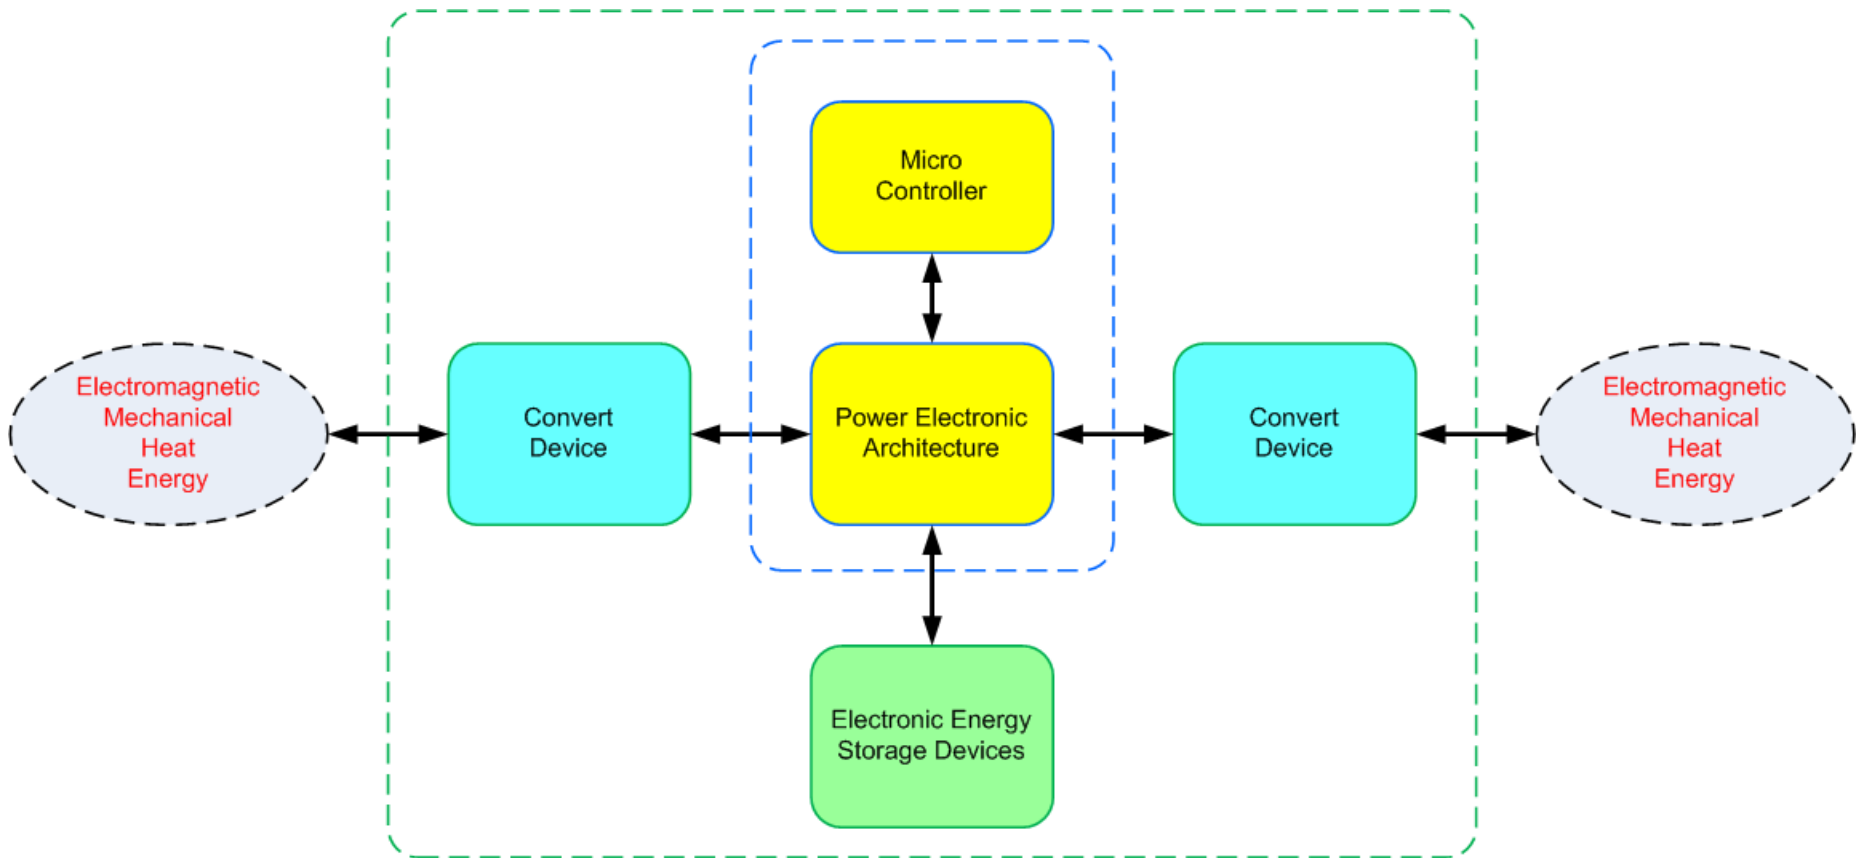 Micro
Controller
Electromagnetic
Mechanical
Heat
Energy
Convert
Device
Power Electronic
Architecture
Convert
Device
Electromagnetic
Mechanical
Heat
Energy
Electronic Energy
Storage Devices